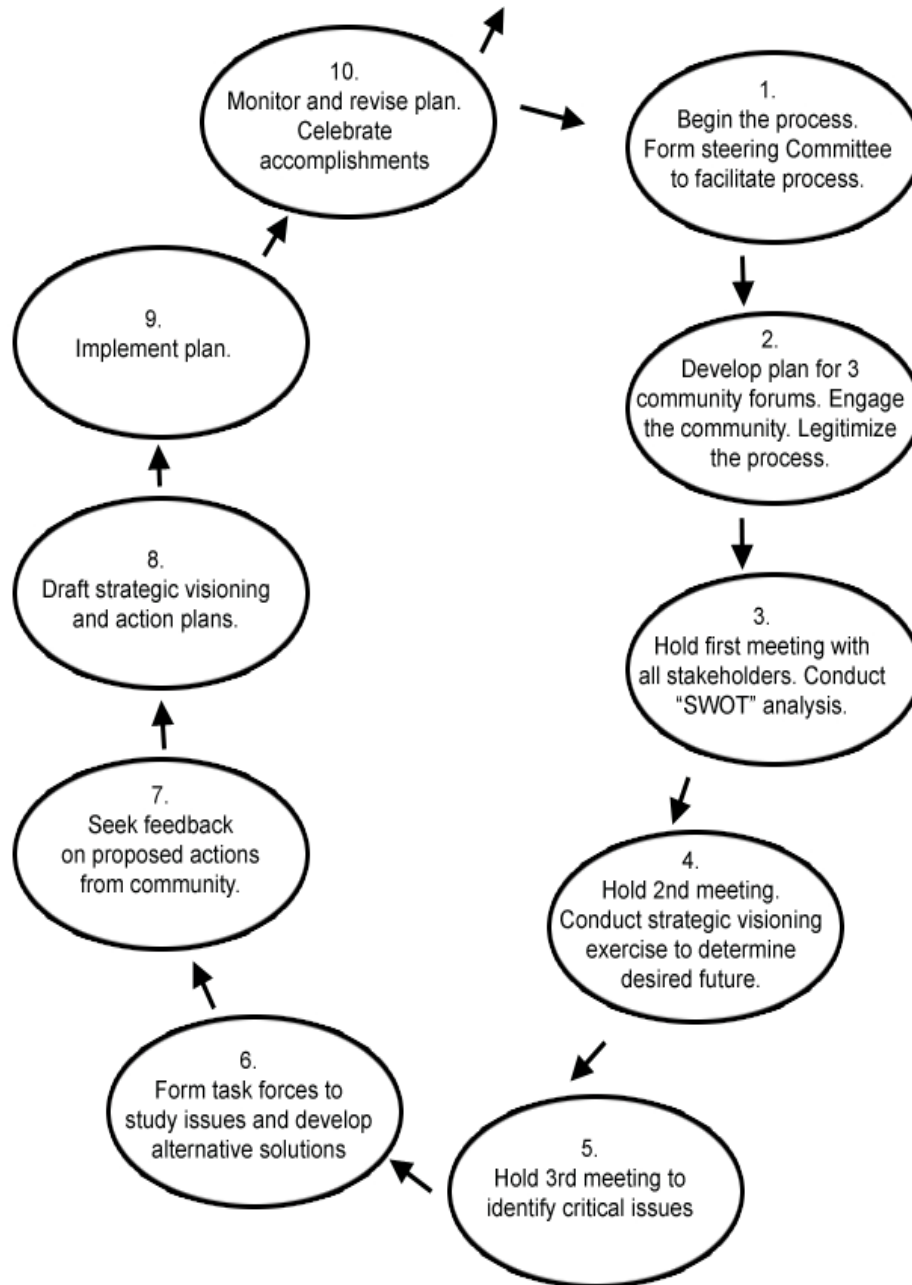 1.
Begin the process.
Form steering Committee
to facilitate process.
2.
Develop plan for 3
community forums. Engage
the community. Legitimize
the process.
3.
Hold first meeting with
all stakeholders. Conduct
“SWOT” analysis.
4.
Hold 2nd meeting.
Conduct strategic visioning
exercise to determine
desired future.
5.
Hold 3rd meeting to
identify critical issues
6.
Form task forces to
study issues and develop
alternative solutions
7.
Seek feedback
on proposed actions
from community.
8.
Draft strategic visioning
and action plans.
9.
Implement plan.
10.
Monitor and revise plan.
Celebrate
accomplishments